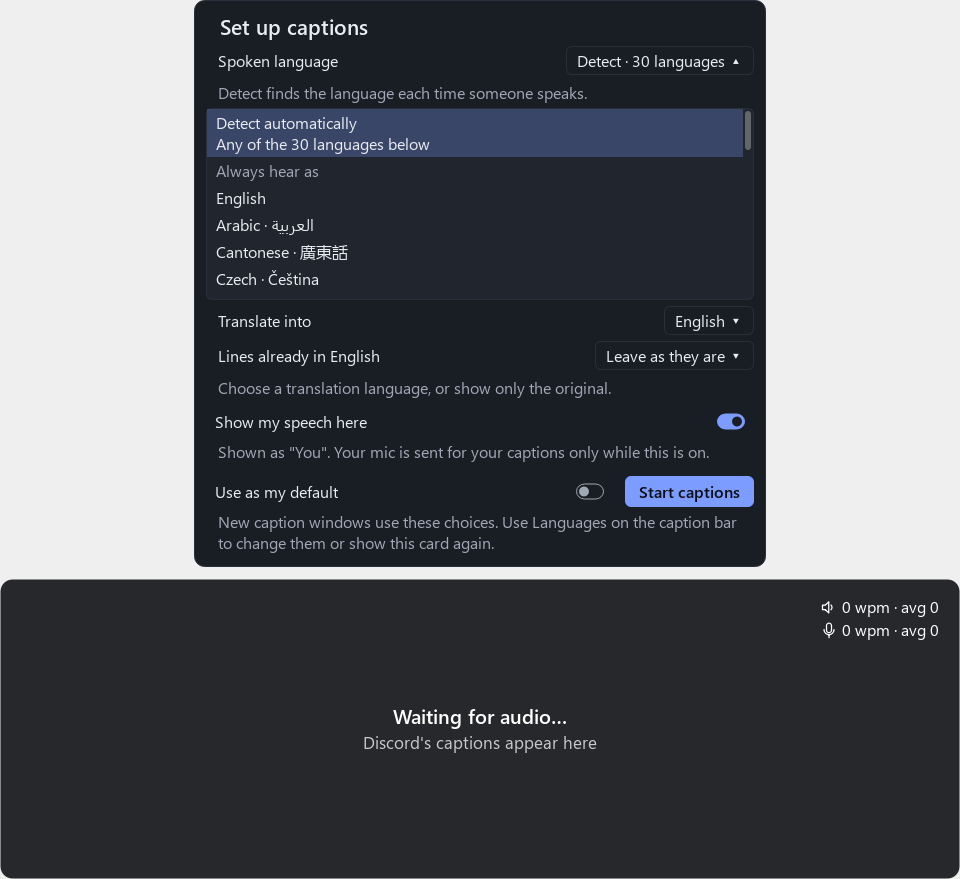 Set up captions
Spoken language
Detect · 30 languages ▲
Detect finds the language each time someone speaks.
Detect automatically
Any of the 30 languages below
Always hear as
English
Arabic · العربية
Cantonese · 廣東話
Czech · Čeština
Translate into
English ▼
Lines already in English
Leave as they are ▼
Choose a translation language, or show only the original.
Show my speech here
Shown as "You". Your mic is sent for your captions only while this is on.
Use as my default
Start captions
New caption windows use these choices. Use Languages on the caption bar
to change them or show this card again.
0 wpm · avg 0
0 wpm · avg 0
Waiting for audio...
Discord's captions appear here